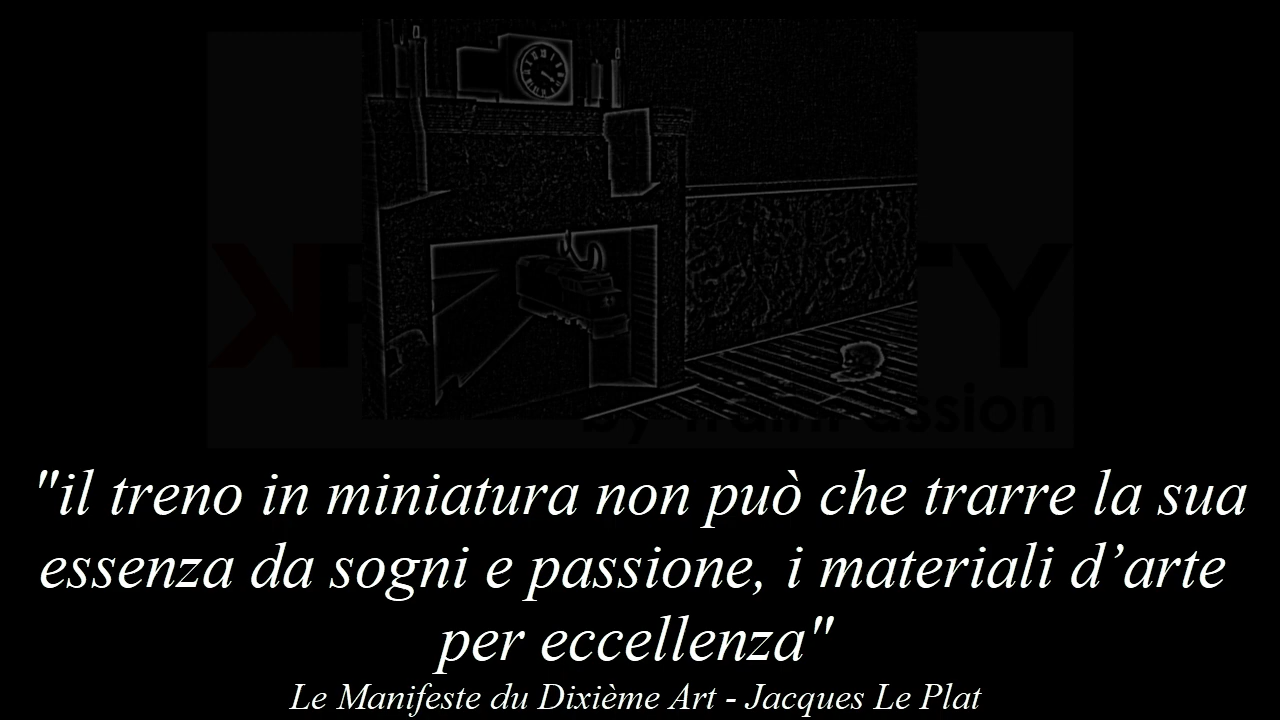 "il treno in miniatura non può che trarre la sua
essenza da sogni e passione, i materiali d’arte
per eccellenza"
Le Manifeste du Dixième Art - Jacques Le Plat